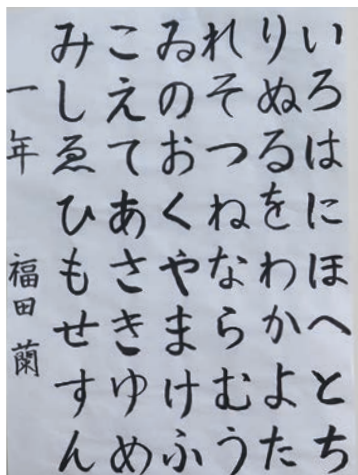 いろはにほへとち
りぬるをわかよた
れそつねならむう
ゐのおくやまけふ
こえてあさきゆめ
みしゑひもせすん
一年 福田 蘭